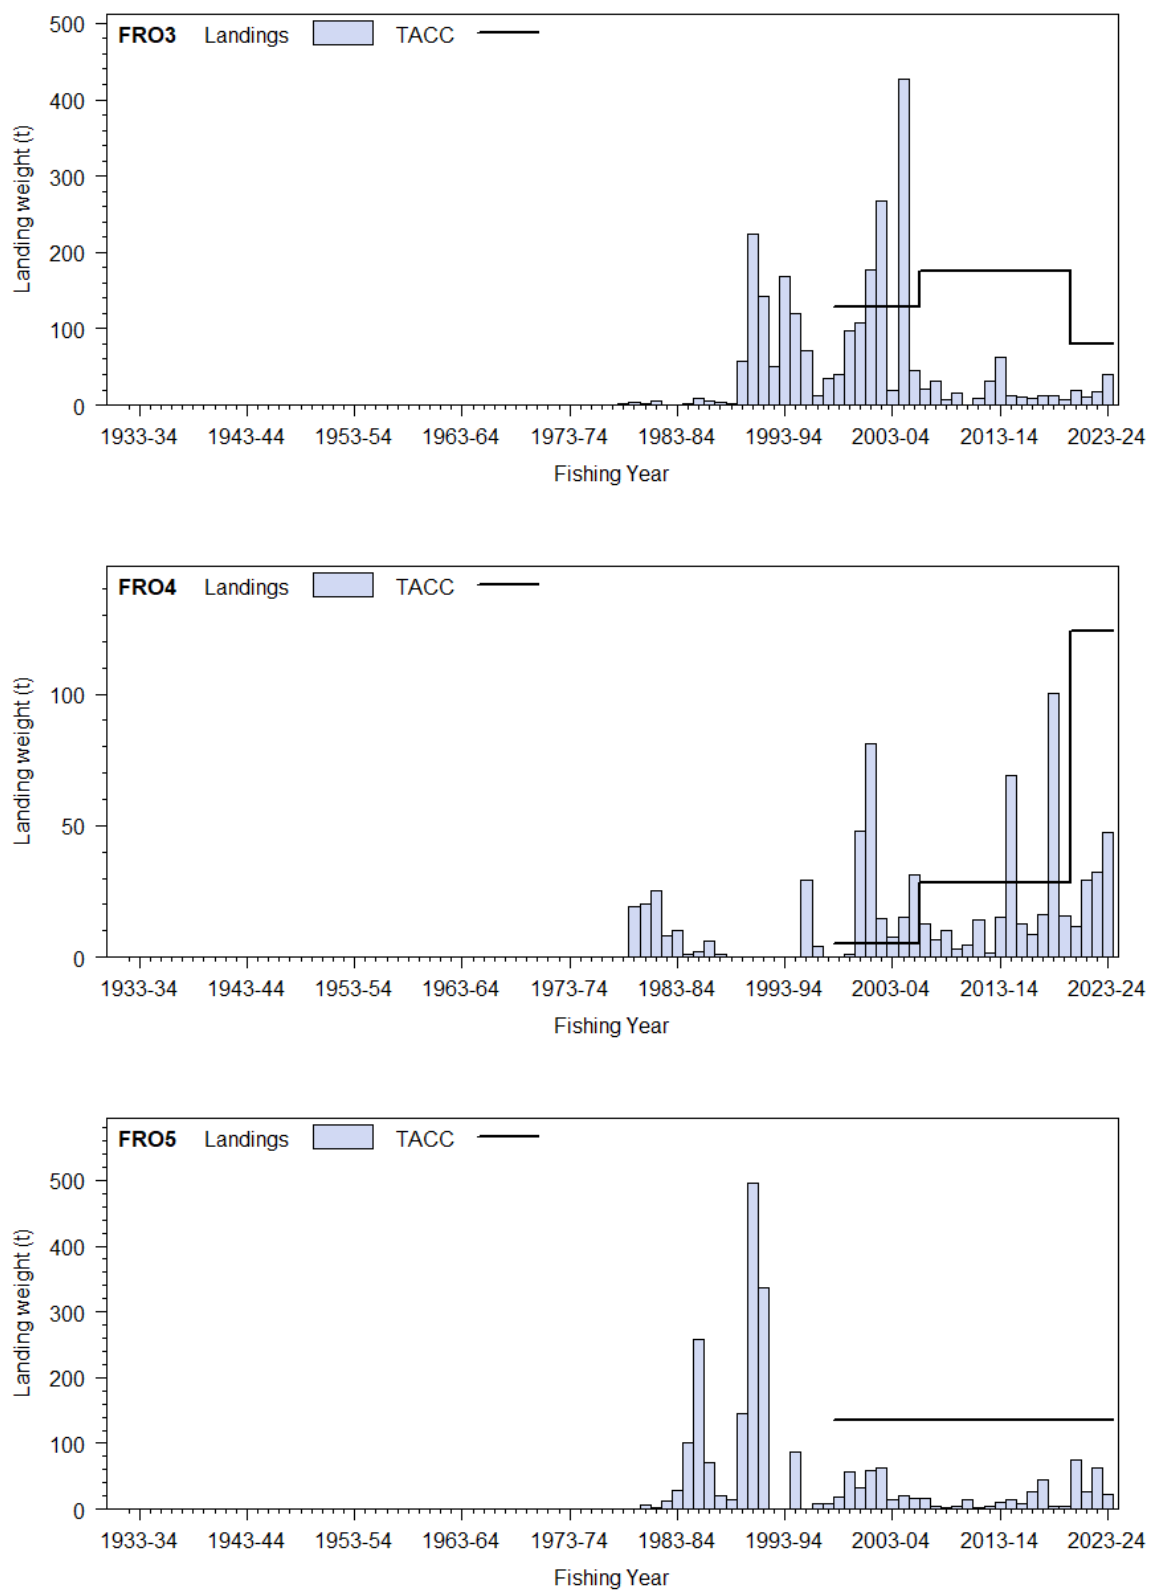 FRO3 Landings TACC
500
400
300
200
100
0
Landing weight (t)
1933-34 1943-44 1953-54 1963-64 1973-74 1983-84 1993-94 2003-04 2013-14 2023-24
Fishing Year
FRO4 Landings TACC
100
50
0
Landing weight (t)
1933-34 1943-44 1953-54 1963-64 1973-74 1983-84 1993-94 2003-04 2013-14 2023-24
Fishing Year
FRO5 Landings TACC
500
400
300
200
100
0
Landing weight (t)
1933-34 1943-44 1953-54 1963-64 1973-74 1983-84 1993-94 2003-04 2013-14 2023-24
Fishing Year